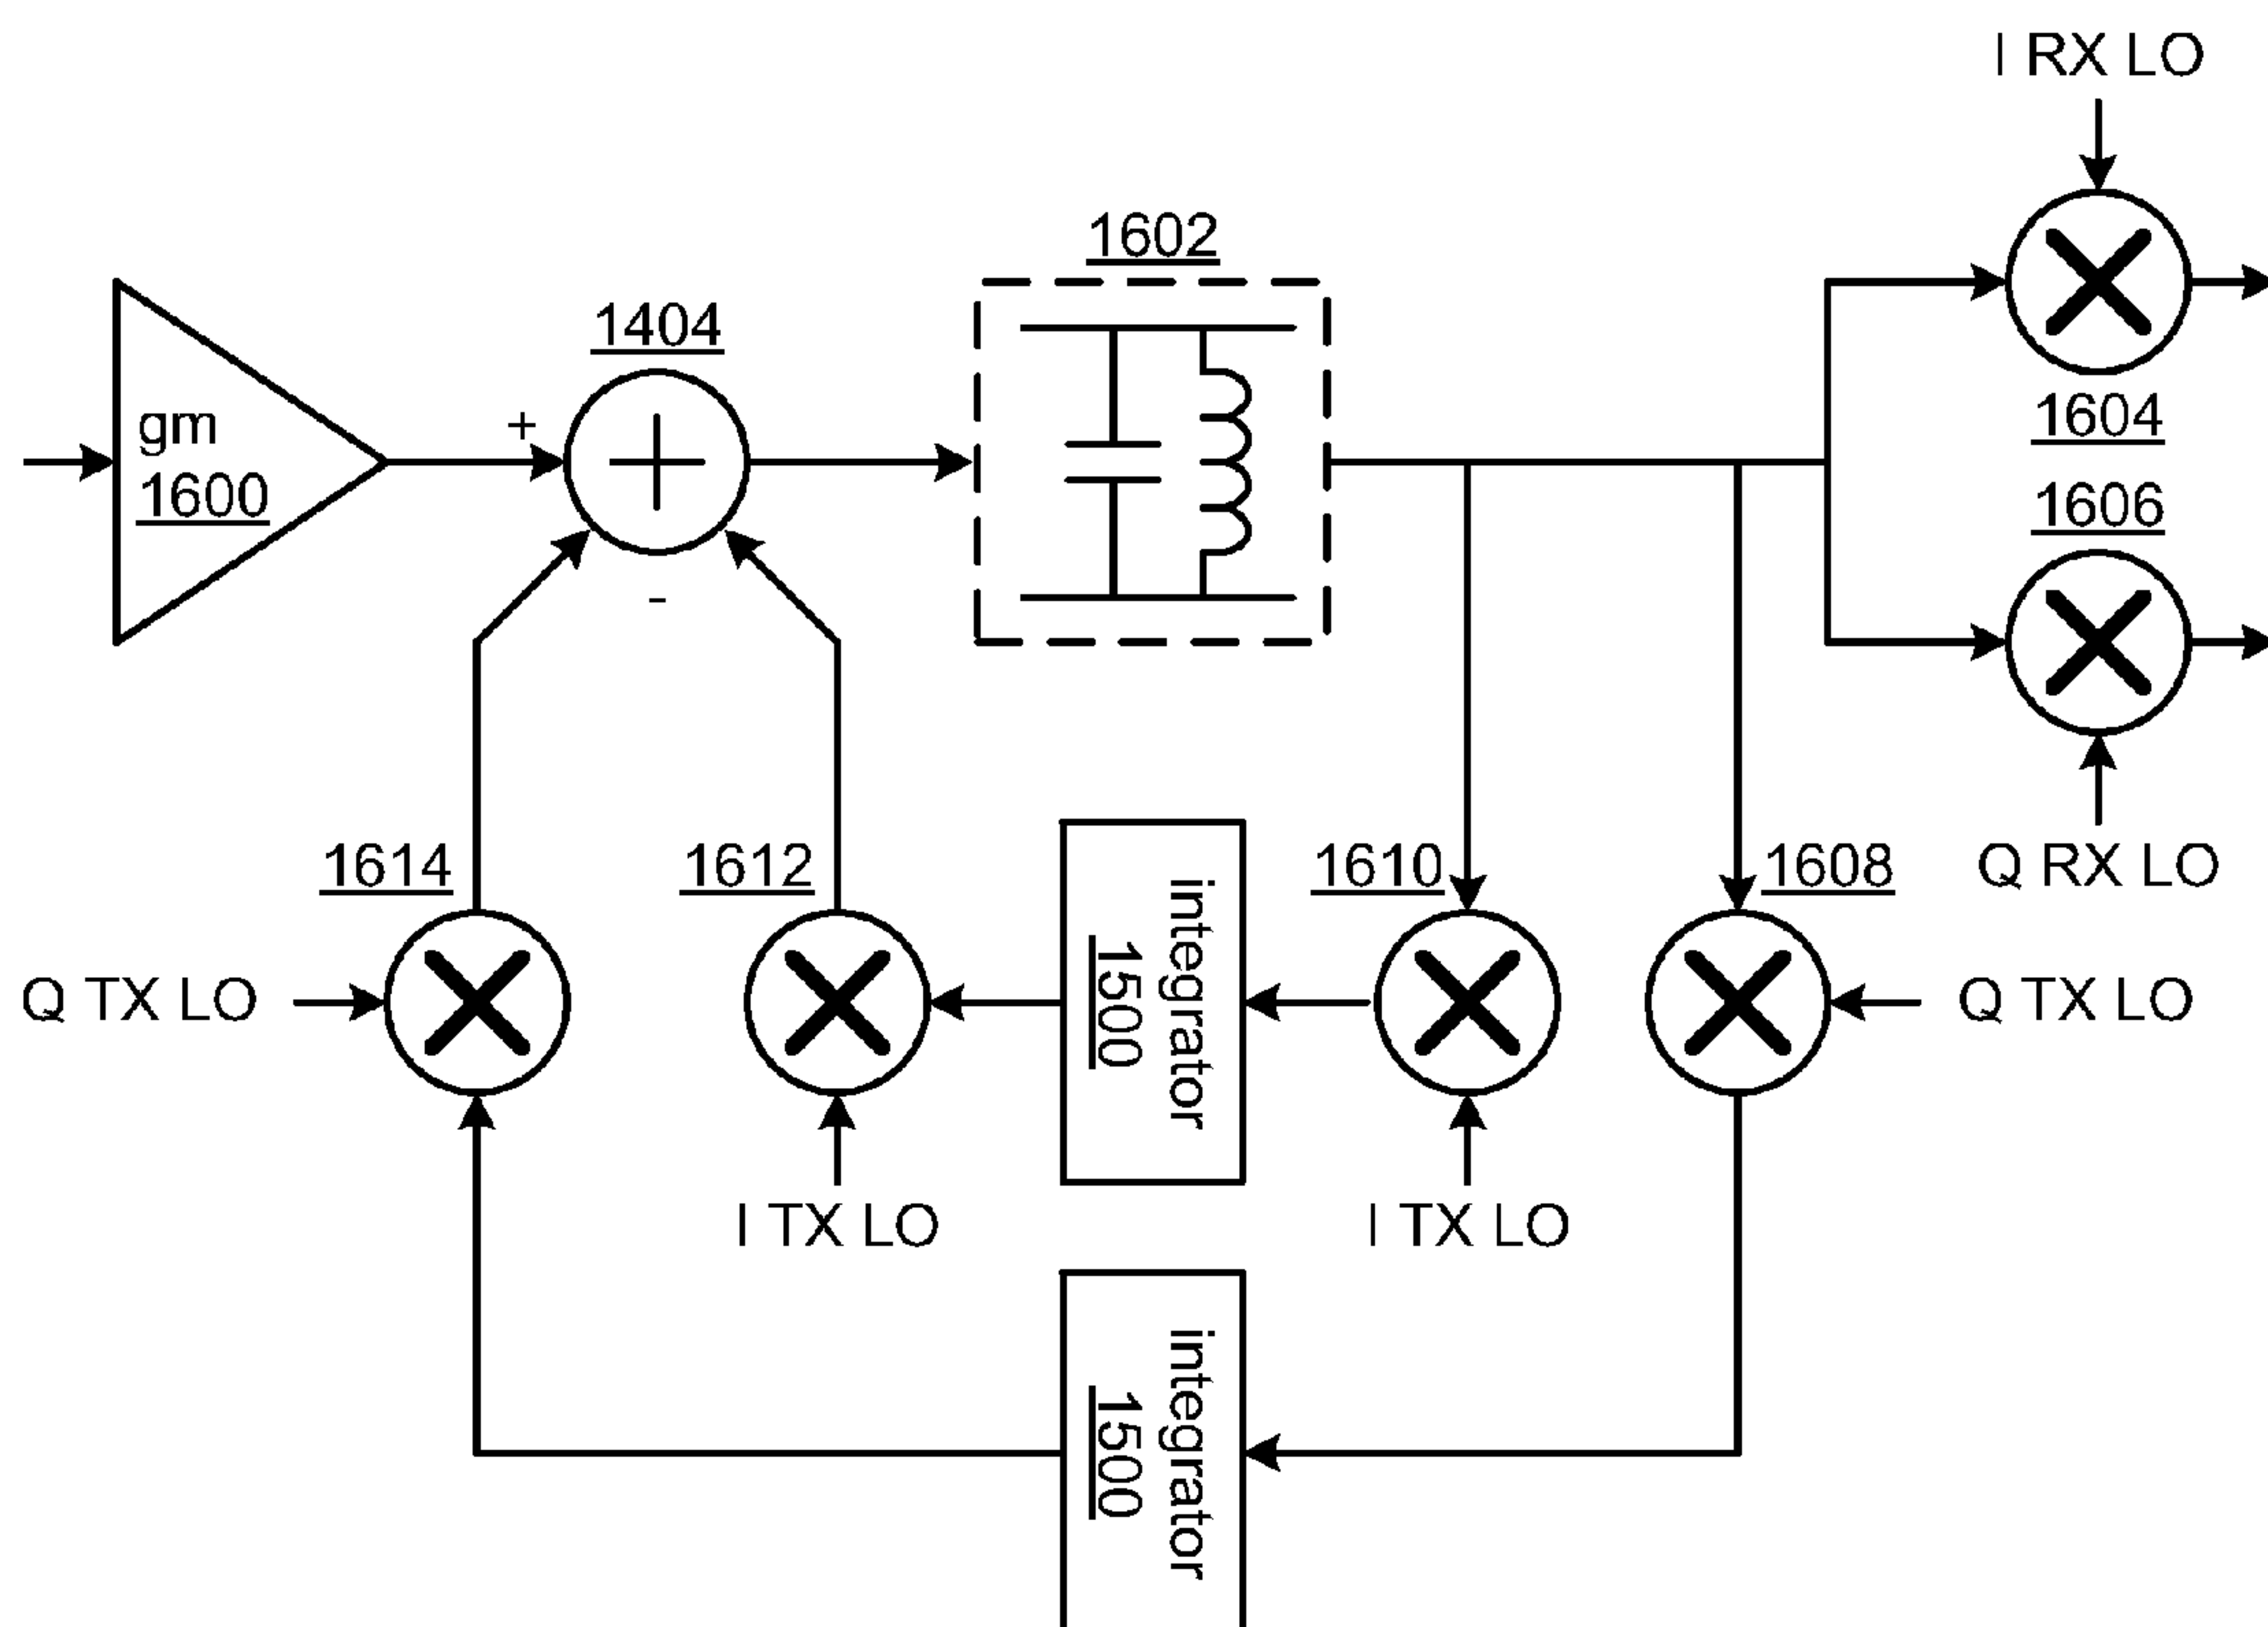 I RX LO
1602
1404
+
gm
1600
1604
1606
-
1614
1612
integrator
1500
1610
1608
Q RX LO
Q TX LO
Q TX LO
I TX LO
I TX LO
integrator
1500